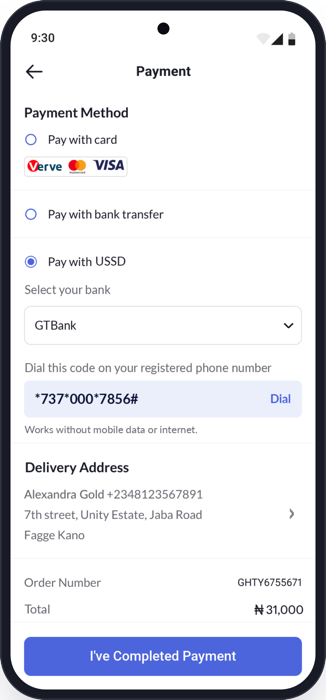 9:30
Payment
Payment Method
Pay with card
Verve mastercard VISA
Pay with bank transfer
Pay with USSD
Select your bank
GTBank
Dial this code on your registered phone number
*737*000*7856# Dial
Works without mobile data or internet.
Delivery Address
Alexandra Gold +2348123567891
7th street, Unity Estate, Jaba Road
Fagge Kano
Order Number GHTY6755671
Total ₦ 31,000
I've Completed Payment